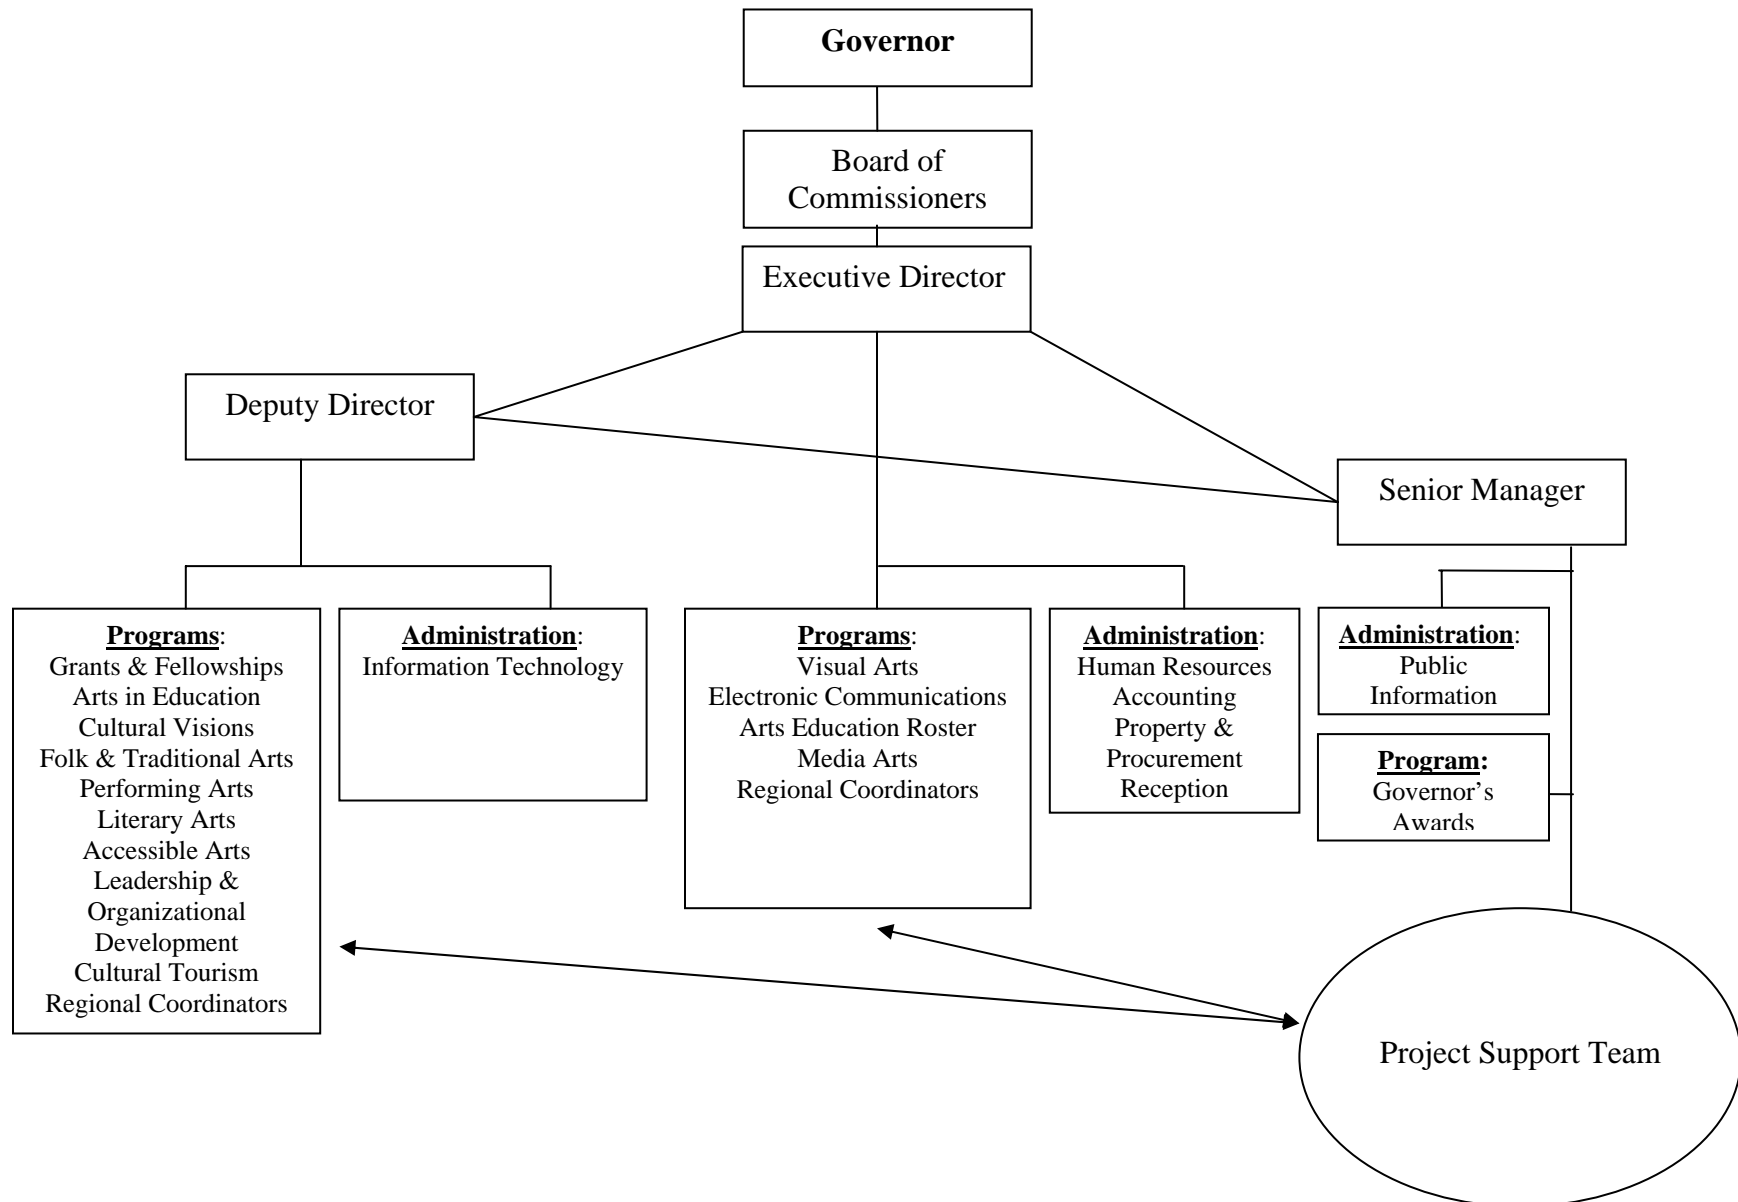 Governor
Board of
Commissioners
Executive Director
Deputy Director
Senior Manager
Programs:
Grants & Fellowships
Arts in Education
Cultural Visions
Folk & Traditional Arts
Performing Arts
Literary Arts
Accessible Arts
Leadership &
Organizational
Development
Cultural Tourism
Regional Coordinators
Administration:
Information Technology
Programs:
Visual Arts
Electronic Communications
Arts Education Roster
Media Arts
Regional Coordinators
Administration:
Human Resources
Accounting
Property &
Procurement
Reception
Administration:
Public
Information
Program:
Governor’s
Awards
Project Support Team